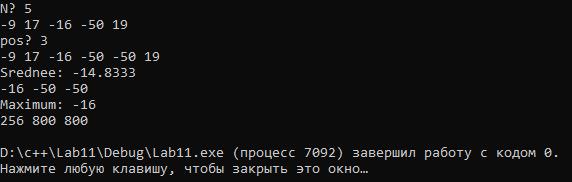 N? 5
-9 17 -16 -50 19
pos? 3
-9 17 -16 -50 -50 19
Srednee: -14.8333
-16 -50 -50
Maximum: -16
256 800 800
D:\c++\Lab11\Debug\Lab11.exe (процесс 7092) завершил работу с кодом 0.
Нажмите любую клавишу, чтобы закрыть это окно…